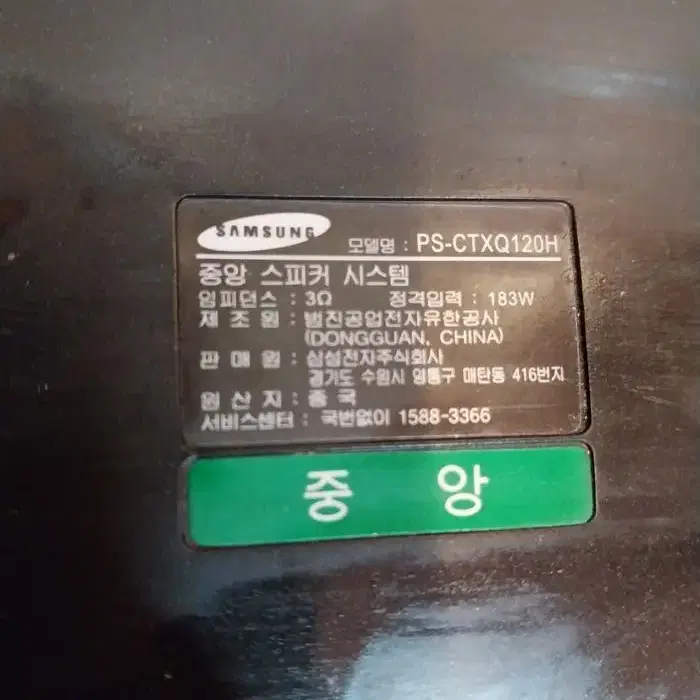 SAMSUNG
모델명 : PS-CTXQ120H
중앙 스피커 시스템
임피던스 : 3Ω 정격입력 : 183W
제 조 원 : 범진공업전자유한공사
(DONGGUAN, CHINA)
판 매 원 : 삼성전자주식회사
경기도 수원시 영통구 매탄동 416번지
원 산 지 : 중 국
서비스센터 : 국번없이 1588-3366
중 앙